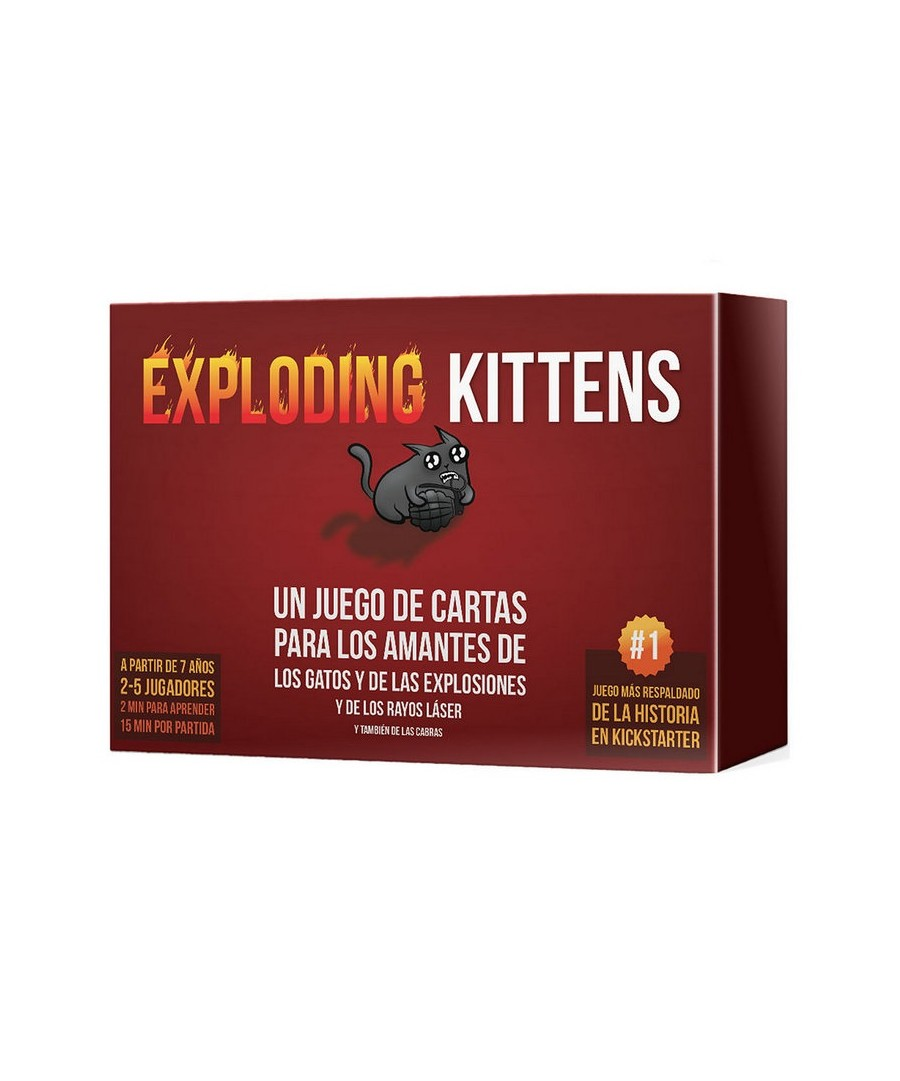 EXPLODING KITTENS
UN JUEGO DE CARTAS
PARA LOS AMANTES DE
LOS GATOS Y DE LAS EXPLOSIONES
Y DE LOS RAYOS LÁSER
Y TAMBIÉN DE LAS CABRAS
A PARTIR DE 7 AÑOS
2-5 JUGADORES
2 MIN PARA APRENDER
15 MIN POR PARTIDA
#1
JUEGO MÁS RESPALDADO
DE LA HISTORIA
EN KICKSTARTER